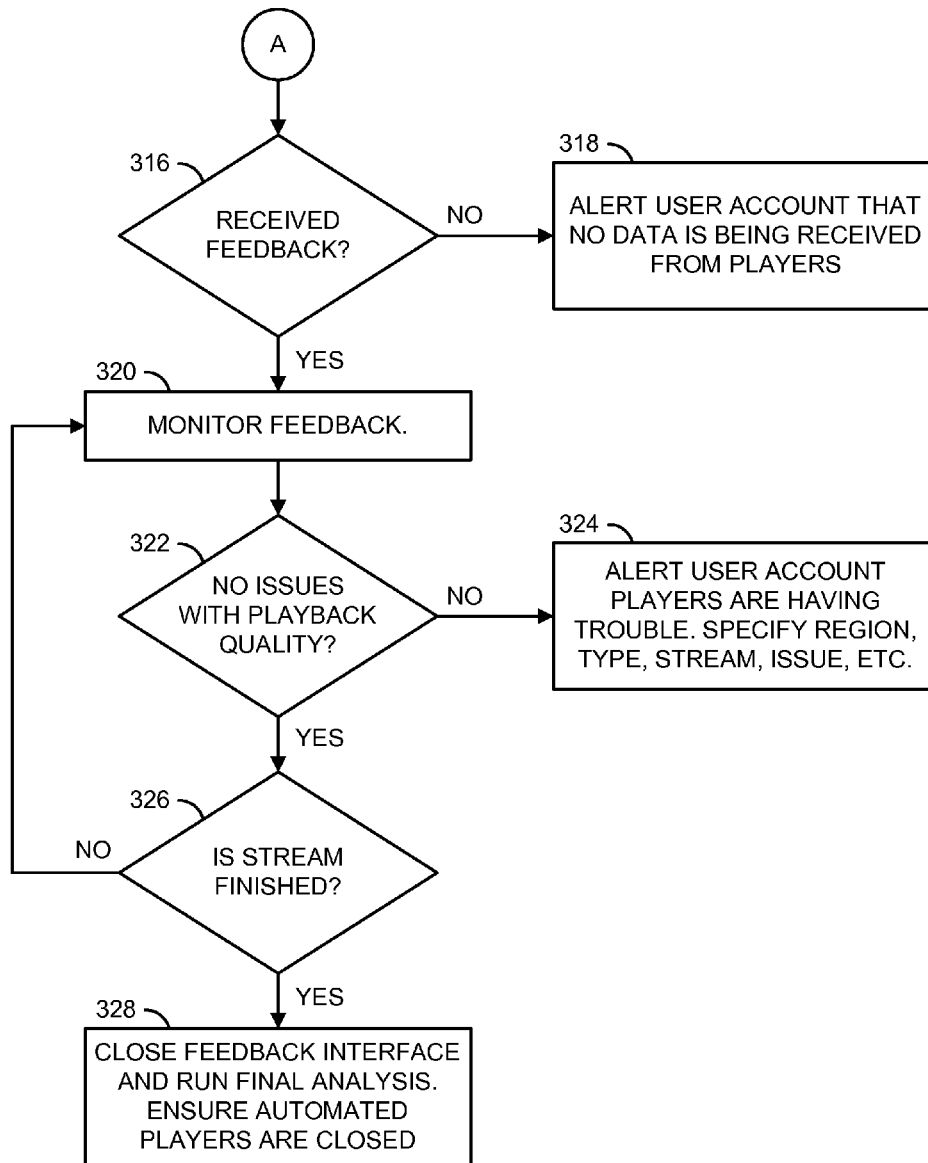 A
316
RECEIVED
FEEDBACK?
NO
318
ALERT USER ACCOUNT THAT
NO DATA IS BEING RECEIVED
FROM PLAYERS
YES
320
MONITOR FEEDBACK.
322
NO ISSUES
WITH PLAYBACK
QUALITY?
NO
324
ALERT USER ACCOUNT
PLAYERS ARE HAVING
TROUBLE. SPECIFY REGION,
TYPE, STREAM, ISSUE, ETC.
YES
326
NO
IS STREAM
FINISHED?
YES
328
CLOSE FEEDBACK INTERFACE
AND RUN FINAL ANALYSIS.
ENSURE AUTOMATED
PLAYERS ARE CLOSED